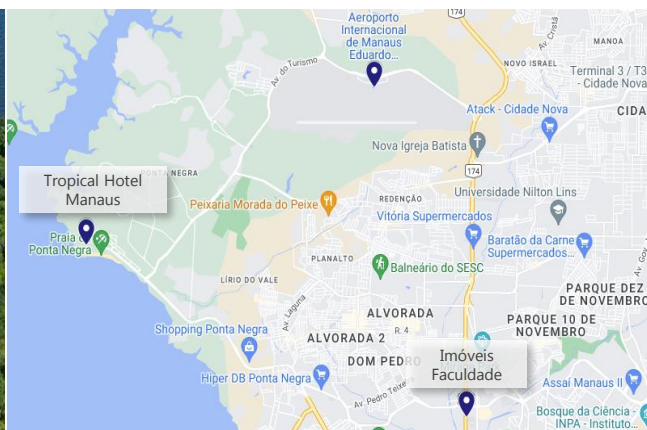 174
Aeroporto
Internacional
de Manaus
Eduardo...
Av. do Turismo
NOVO ISRAEL
MANOA
Terminal 3 / T3
- Cidade Nova
Attack - Cidade Nova
CIDA
Nova Igreja Batista
174
PONTA NEGRA
Tropical Hotel
Manaus
Peixaria Morada do Peixe
REDENÇÃO
Universidade Nilton Lins
Vitória Supermercados
Praia
Ponta Negra
PLANALTO
Balneário do SESC
Baratão da Carne
Supermercados...
Av. Gov.
LÍRIO DO VALE
Av. Laguna
PARQUE DEZ
DE NOVEMBRO
ALVORADA
R. 4
PARQUE 10 DE
NOVEMBRO
Shopping Ponta Negra
ALVORADA 2
DOM PEDRO
Imóveis
Faculdade
Hiper DB Ponta Negra
Av. Pedro Teixe
Assaí Manaus II
Bosque da Ciência -
INPA - Instituto...